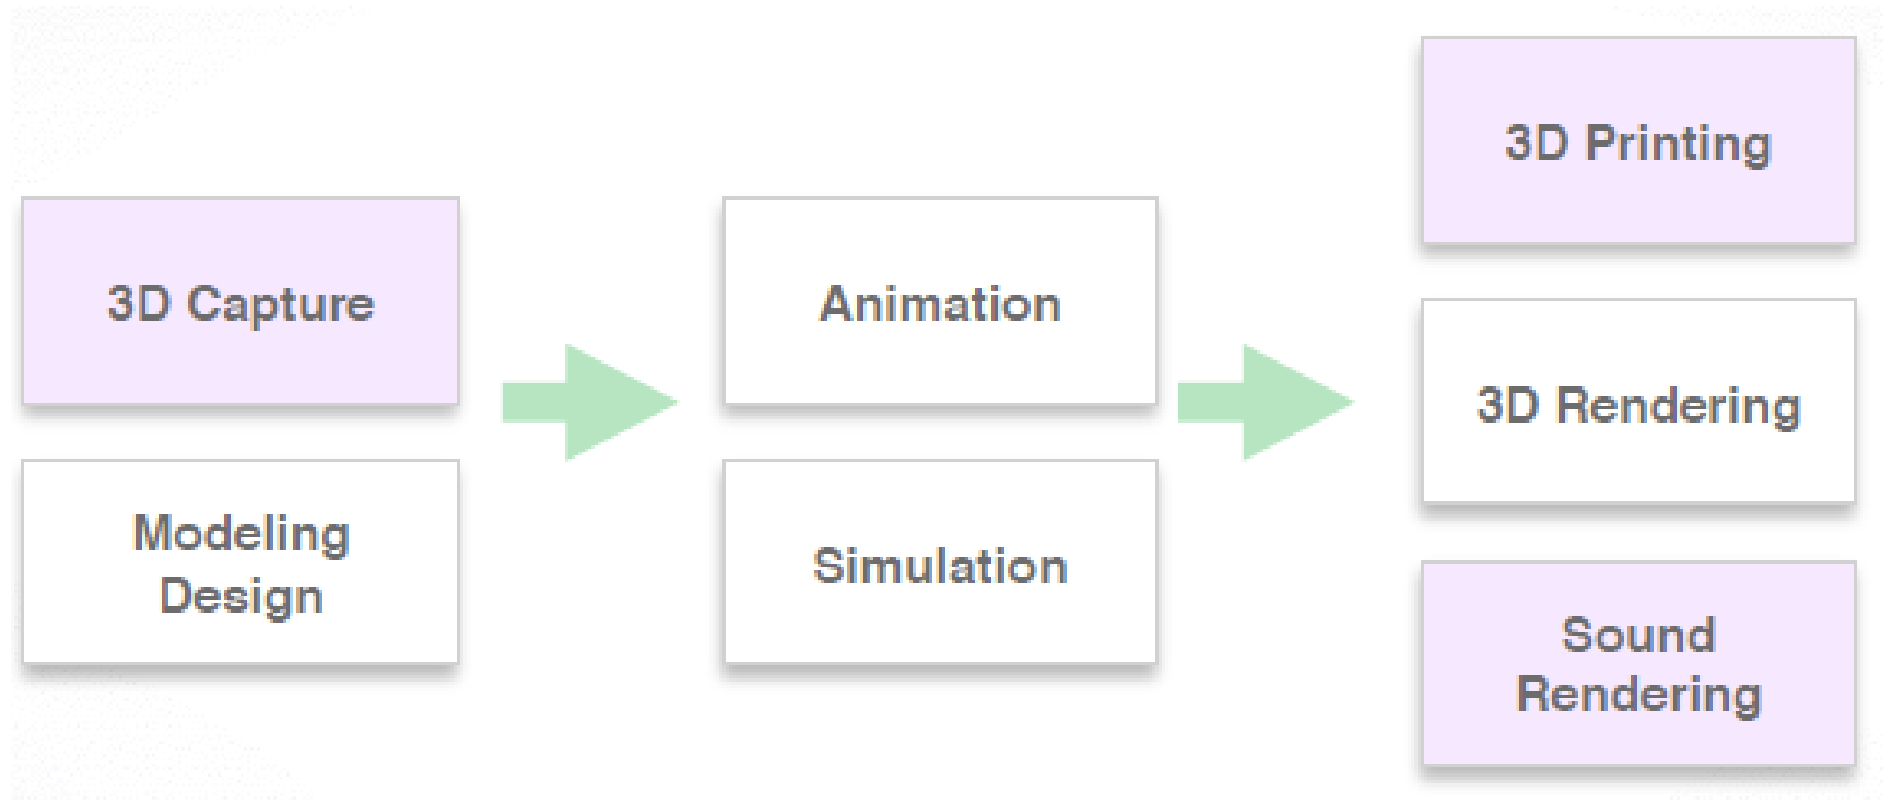 3D Capture
Modeling
Design
Animation
Simulation
3D Printing
3D Rendering
Sound
Rendering